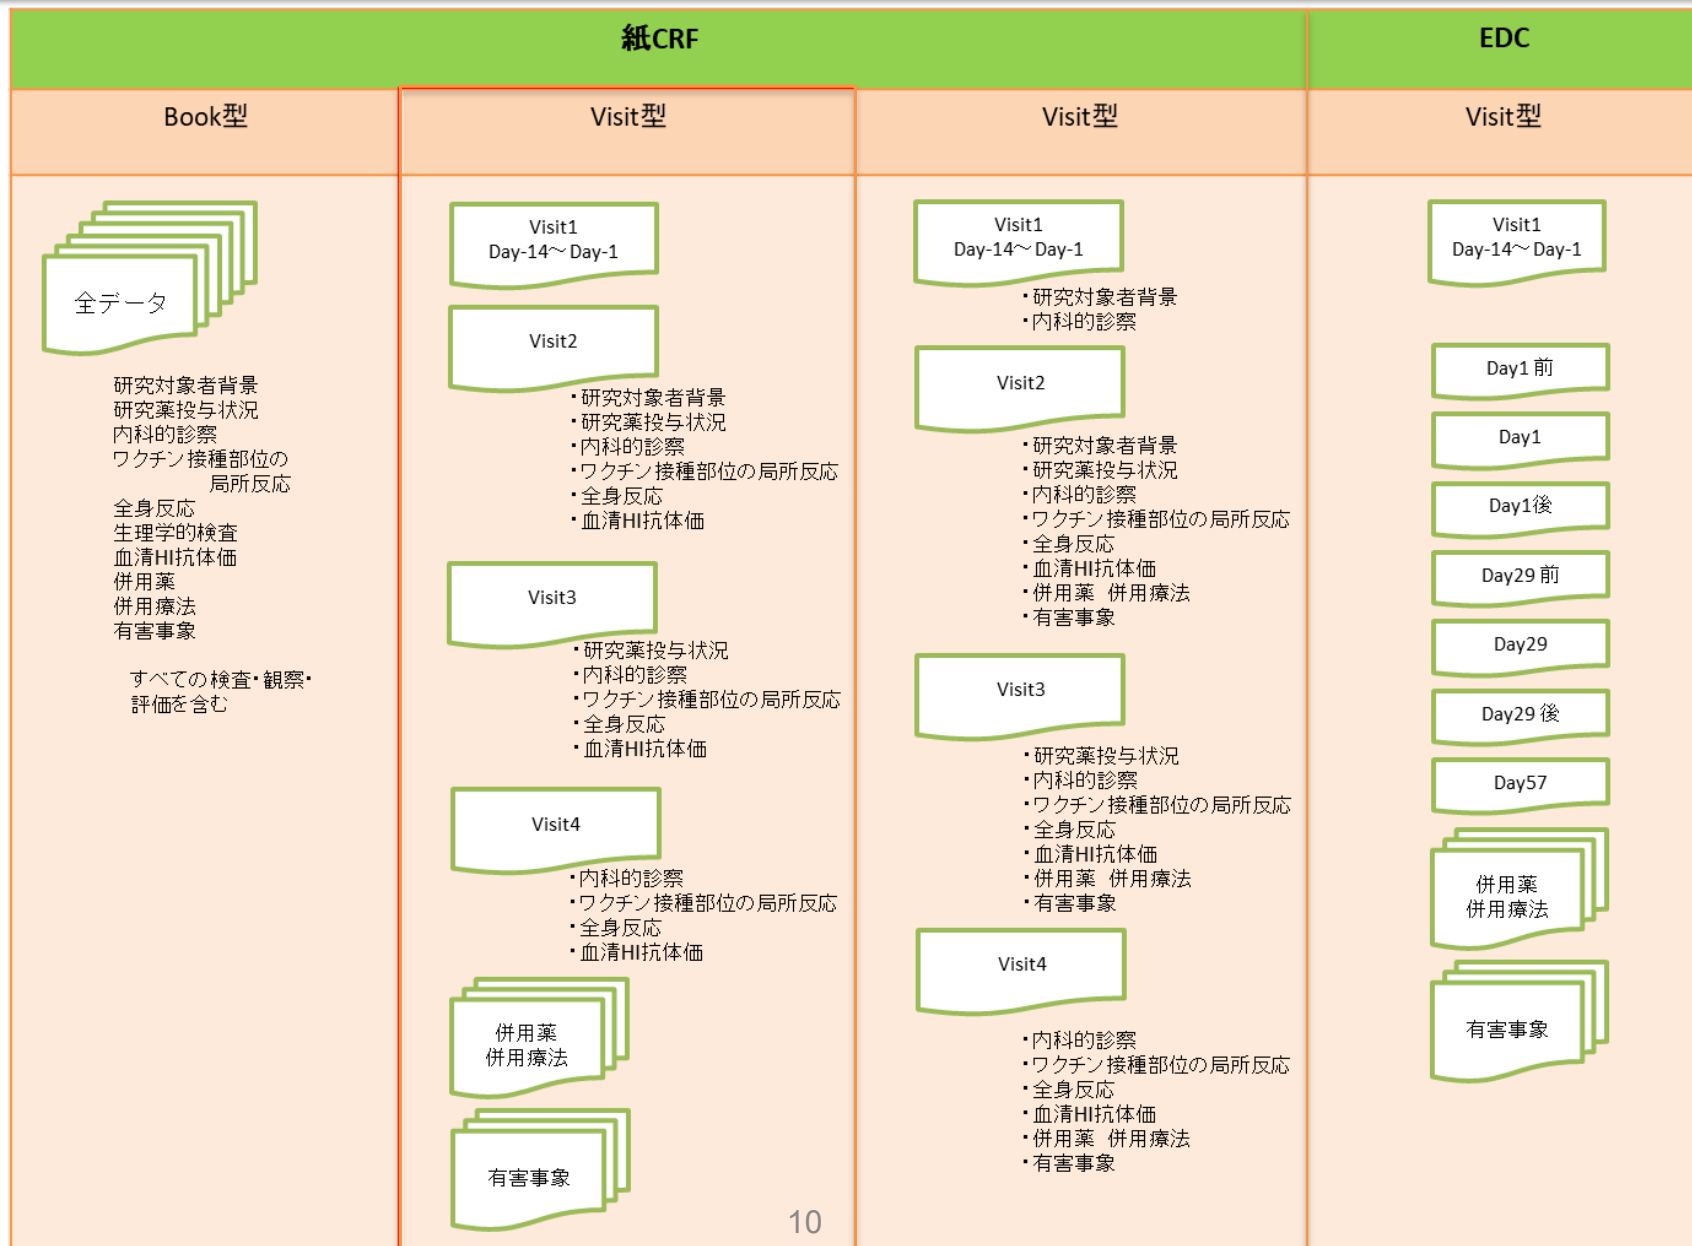 紙CRF
EDC
Book型
Visit型
Visit型
Visit型
全データ
研究対象者背景
研究薬投与状況
内科的診察
ワクチン接種部位の
局所反応
全身反応
生理学的検査
血清HI抗体価
併用薬
併用療法
有害事象
すべての検査・観察・
評価を含む
Visit1
Day-14～Day-1
Visit2
・研究対象者背景
・研究薬投与状況
・内科的診察
・ワクチン接種部位の局所反応
・全身反応
・血清HI抗体価
Visit3
・研究薬投与状況
・内科的診察
・ワクチン接種部位の局所反応
・全身反応
・血清HI抗体価
Visit4
・内科的診察
・ワクチン接種部位の局所反応
・全身反応
・血清HI抗体価
併用薬
併用療法
有害事象
Visit1
Day-14～Day-1
・研究対象者背景
・内科的診察
Visit2
・研究対象者背景
・研究薬投与状況
・内科的診察
・ワクチン接種部位の局所反応
・全身反応
・血清HI抗体価
・併用薬 併用療法
・有害事象
Visit3
・研究薬投与状況
・内科的診察
・ワクチン接種部位の局所反応
・全身反応
・血清HI抗体価
・併用薬 併用療法
・有害事象
Visit4
・内科的診察
・ワクチン接種部位の局所反応
・全身反応
・血清HI抗体価
・併用薬 併用療法
・有害事象
Visit1
Day-14～Day-1
Day1前
Day1
Day1後
Day29前
Day29
Day29後
Day57
併用薬
併用療法
有害事象
10